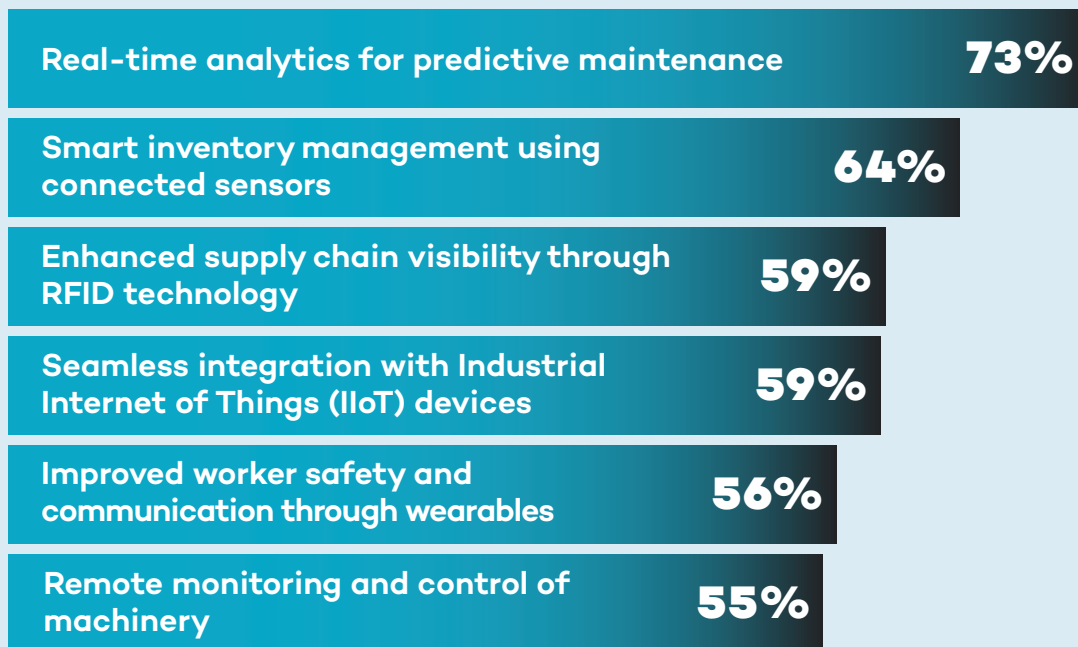 Real-time analytics for predictive maintenance 73%
Smart inventory management using
connected sensors
64%
Enhanced supply chain visibility through
RFID technology
59%
Seamless integration with Industrial
Internet of Things (IIoT) devices
59%
Improved worker safety and
communication through wearables
56%
Remote monitoring and control of
machinery
55%